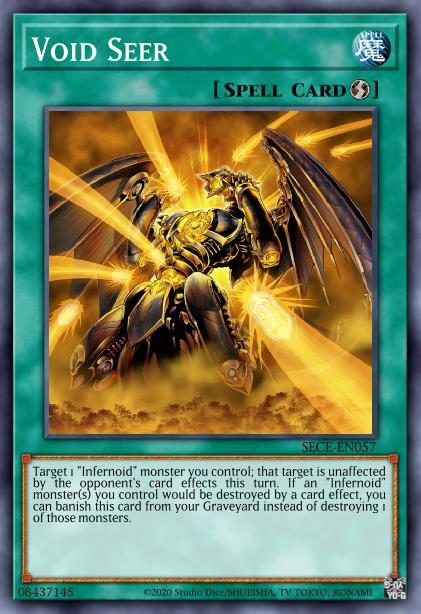 VOID SEER
SPELL
魔
[SPELL CARD]
SECE-EN057
Target 1 "Infernoid" monster you control; that target is unaffected
by the opponent's card effects this turn. If an "Infernoid"
monster(s) you control would be destroyed by a card effect, you
can banish this card from your Graveyard instead of destroying 1
of those monsters.
08437145
©2020 Studio Dice/SHUEISHA, TV TOKYO, KONAMI